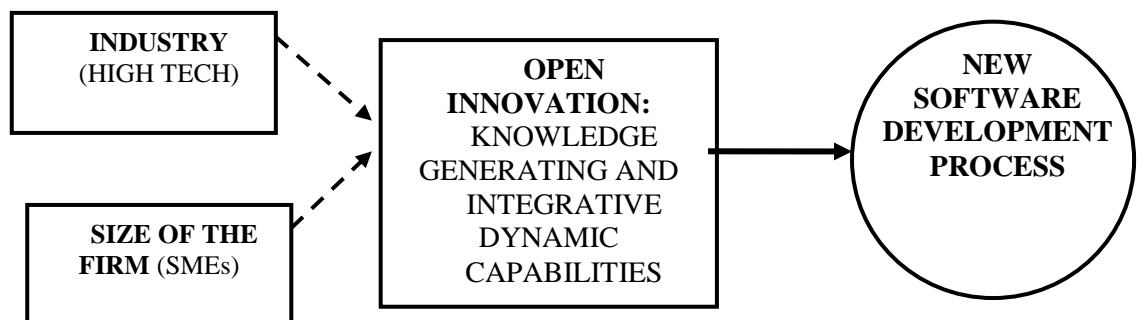 INDUSTRY
(HIGH TECH)
SIZE OF THE
FIRM (SMEs)
OPEN
INNOVATION:
KNOWLEDGE
GENERATING AND
INTEGRATIVE
DYNAMIC
CAPABILITIES
NEW
SOFTWARE
DEVELOPMENT
PROCESS